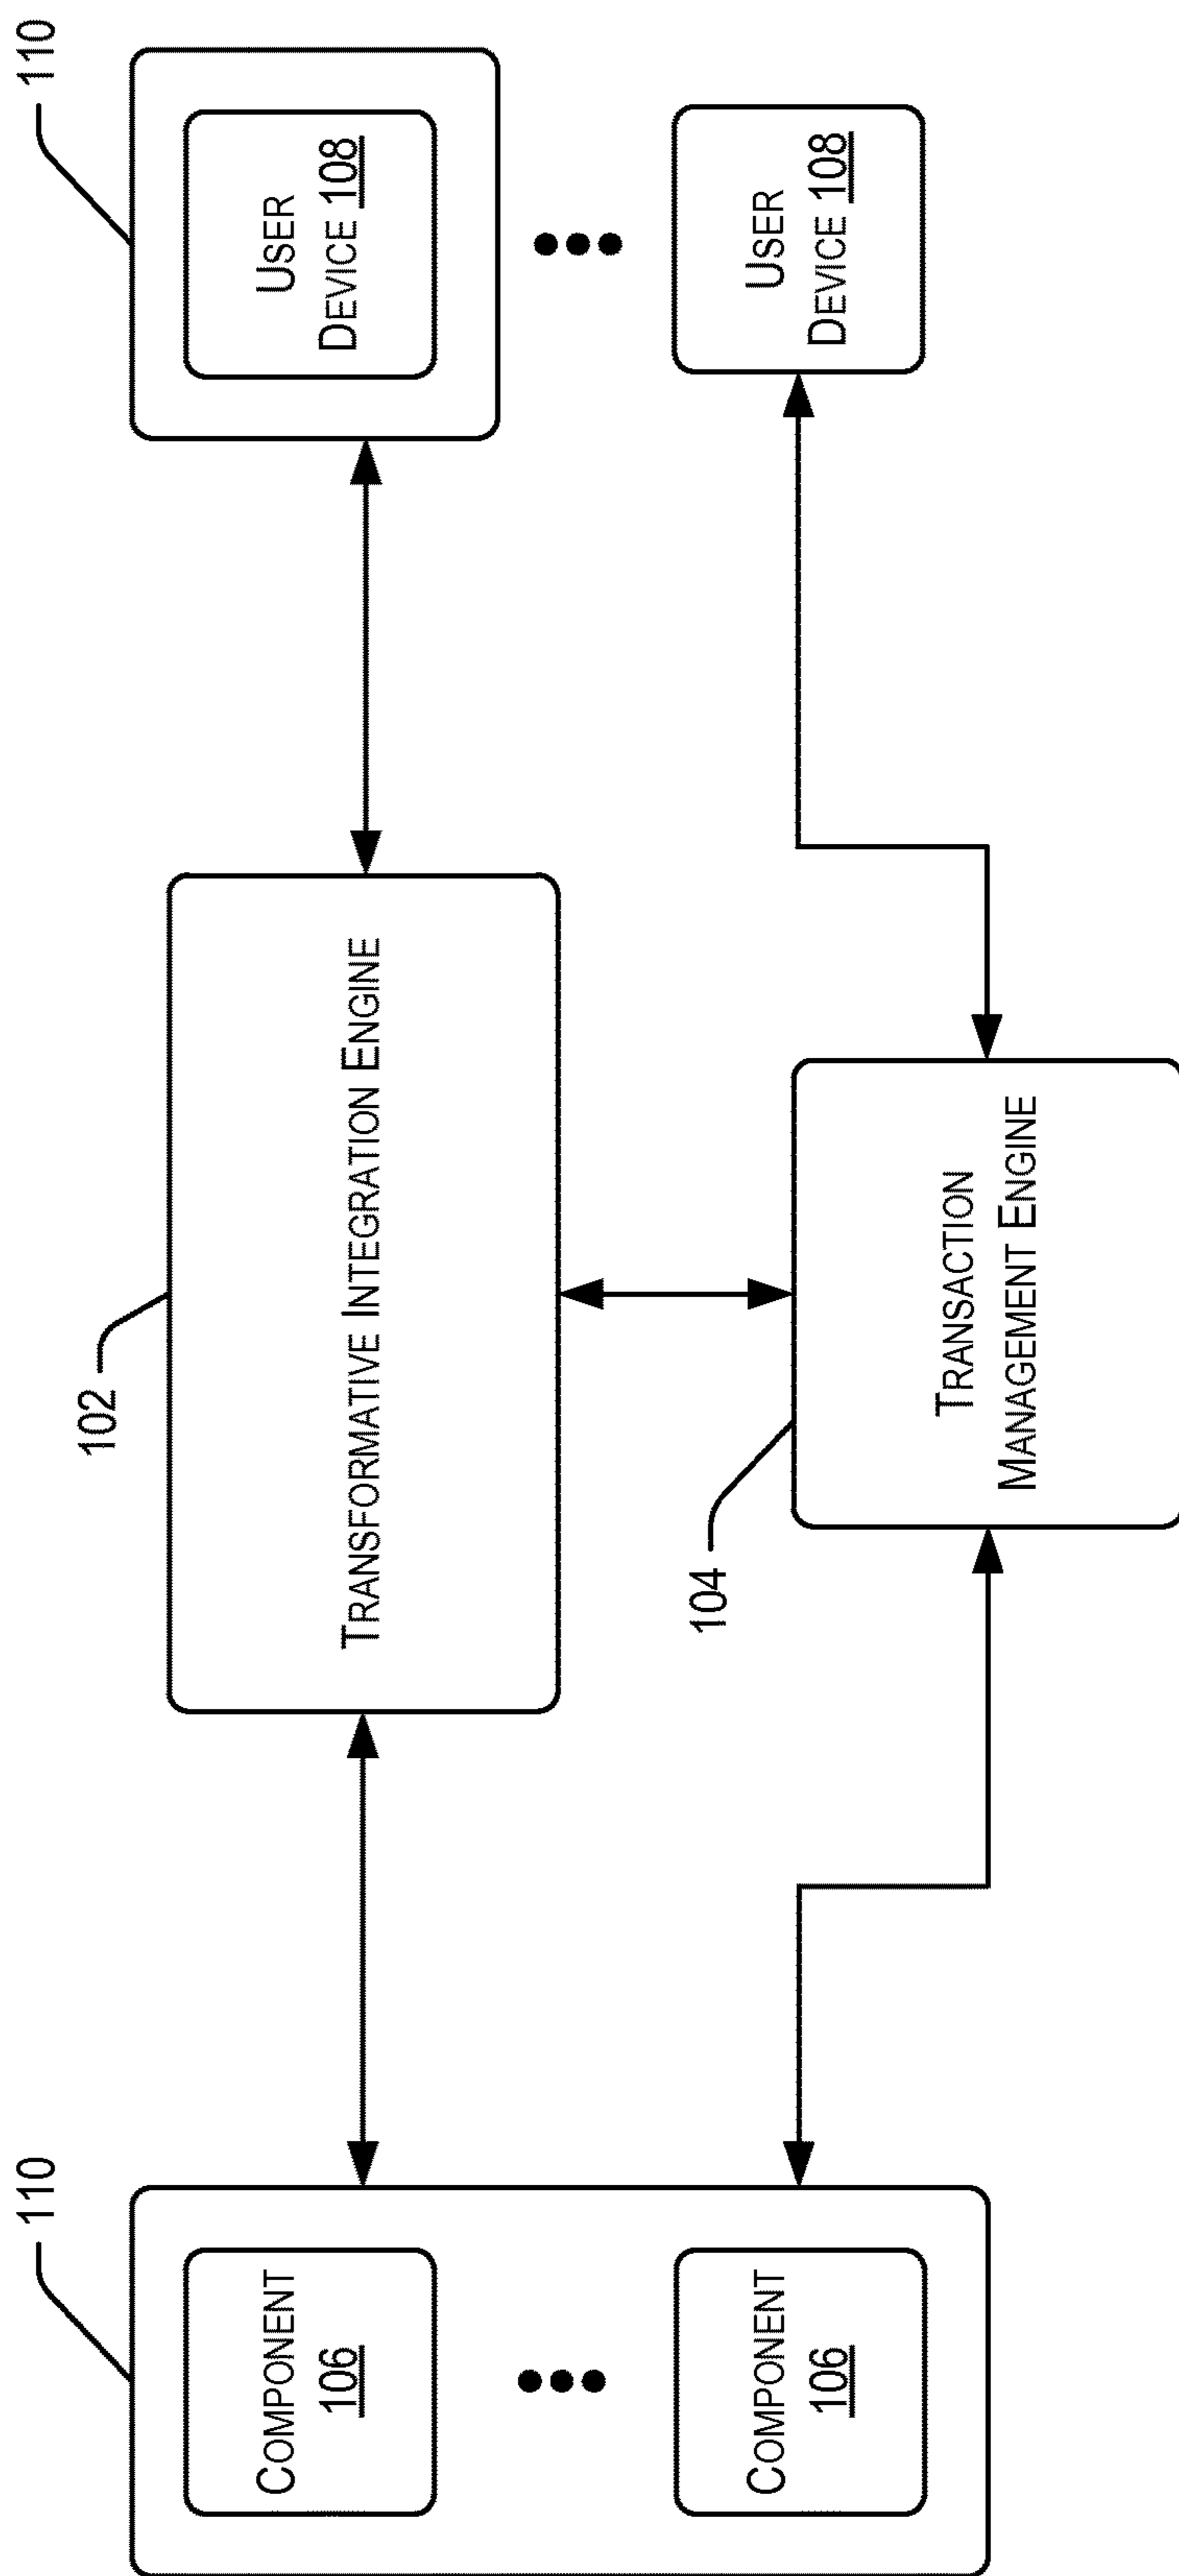 110
110
102
COMPONENT
106
TRANSFORMATIVE INTEGRATION ENGINE
USER
DEVICE 108
104
COMPONENT
106
TRANSACTION
MANAGEMENT ENGINE
USER
DEVICE 108